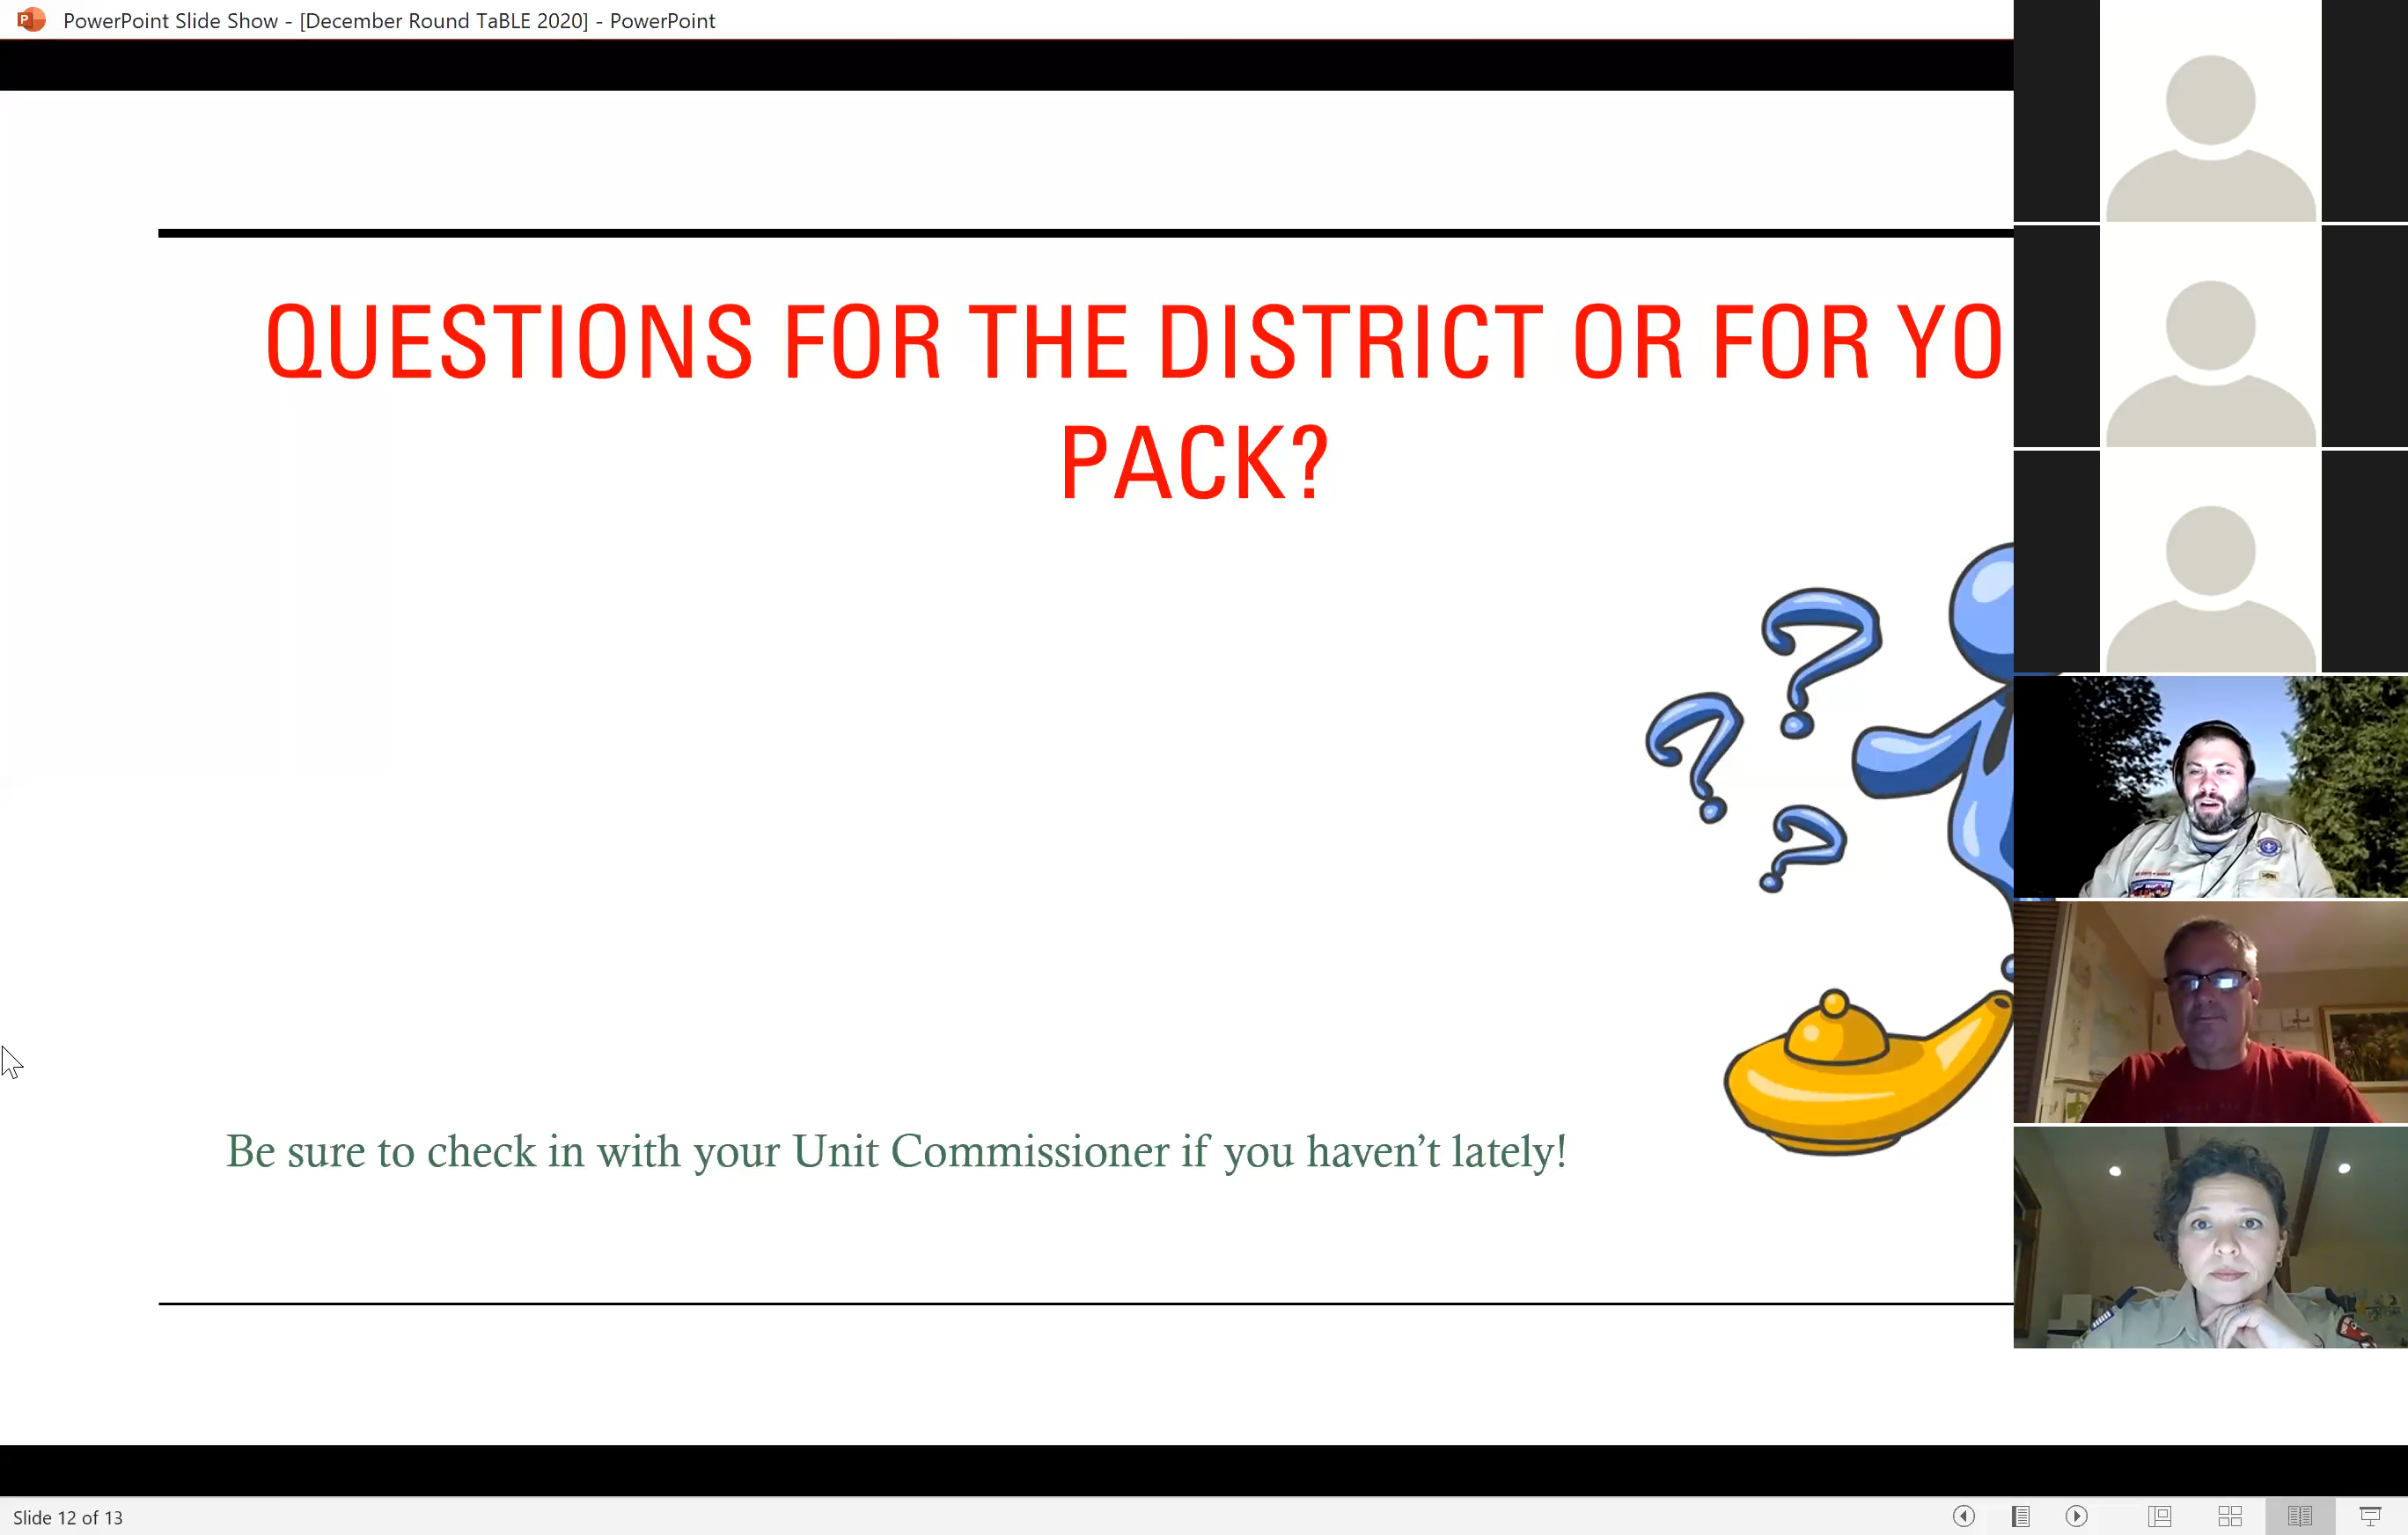 PowerPoint Slide Show - [December Round TaBLE 2020] - PowerPoint
QUESTIONS FOR THE DISTRICT OR FOR YO
PACK?
Be sure to check in with your Unit Commissioner if you haven't lately!
Slide 12 of 13